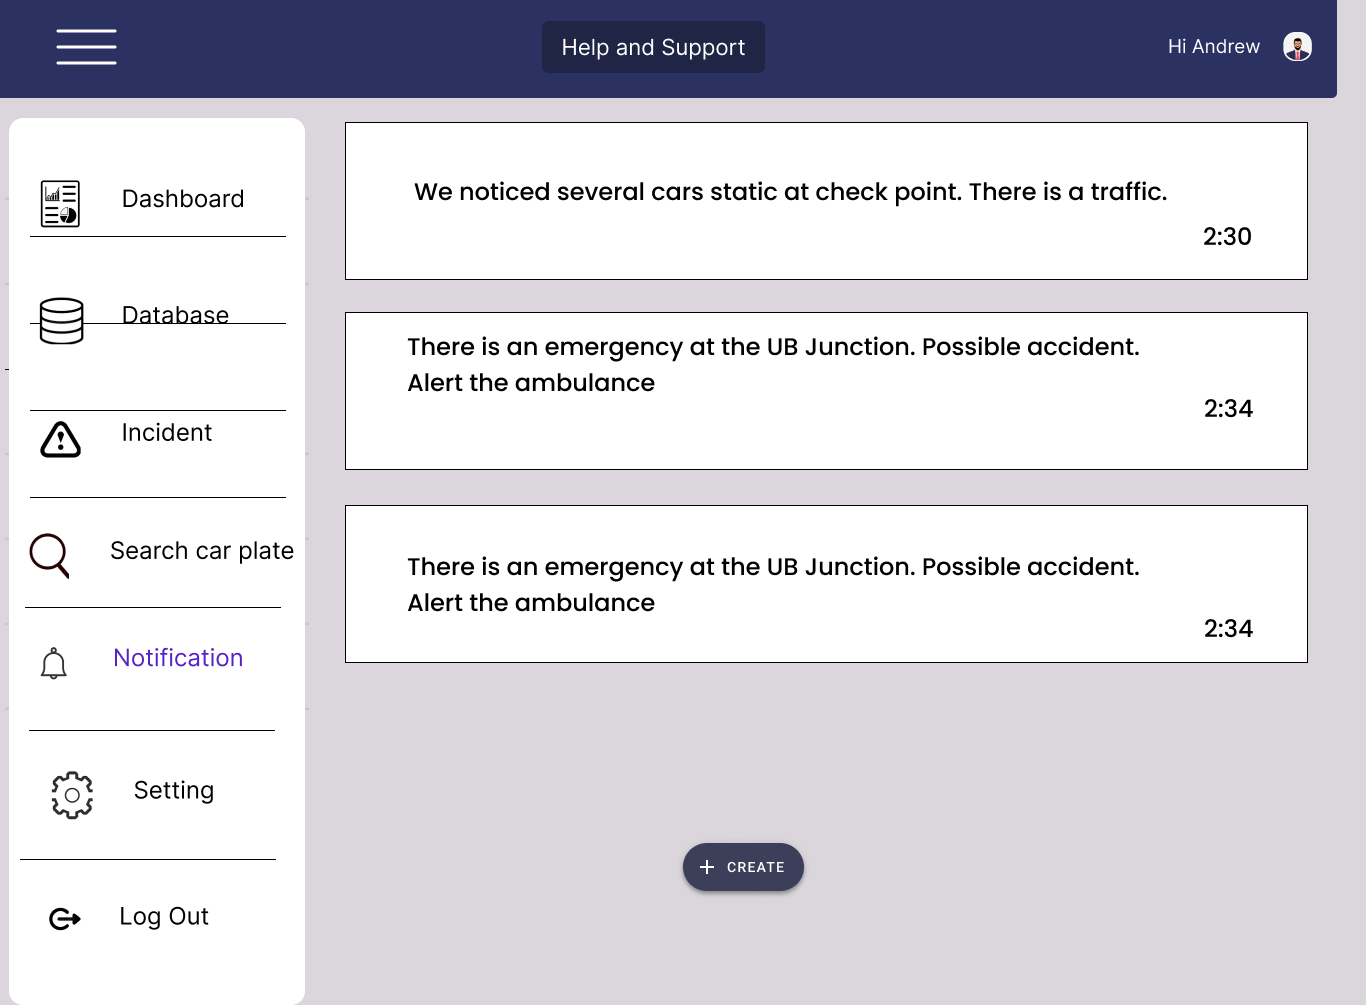 Help and Support
Hi Andrew
Dashboard
Database
Incident
Search car plate
Notification
Setting
Log Out
We noticed several cars static at check point. There is a traffic.
2:30
There is an emergency at the UB Junction. Possible accident.
Alert the ambulance
2:34
There is an emergency at the UB Junction. Possible accident.
Alert the ambulance
2:34
+ CREATE